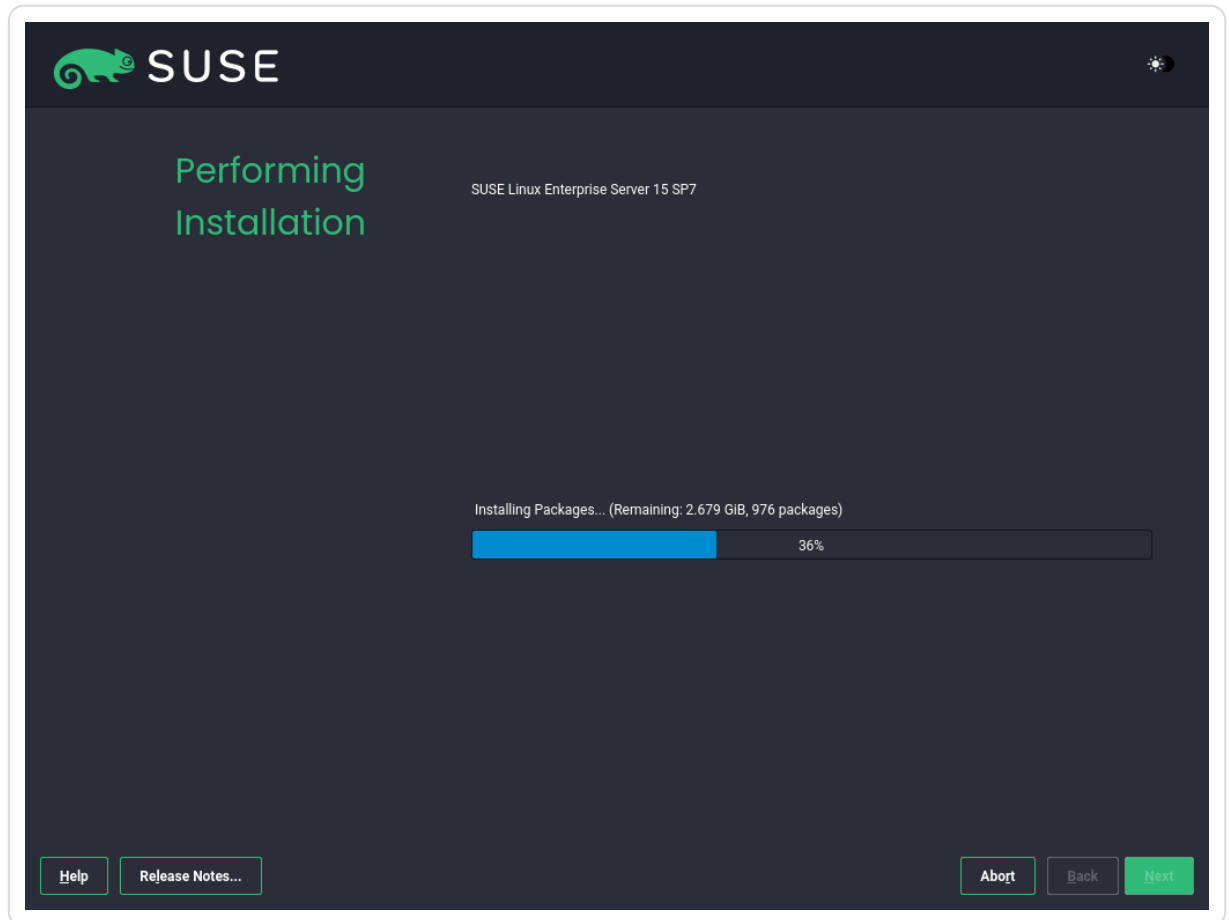 SUSE
Performing
Installation
SUSE Linux Enterprise Server 15 SP7
Installing Packages... (Remaining: 2.679 GiB, 976 packages)
36%
Help
Release Notes...
Abort
Back
Next